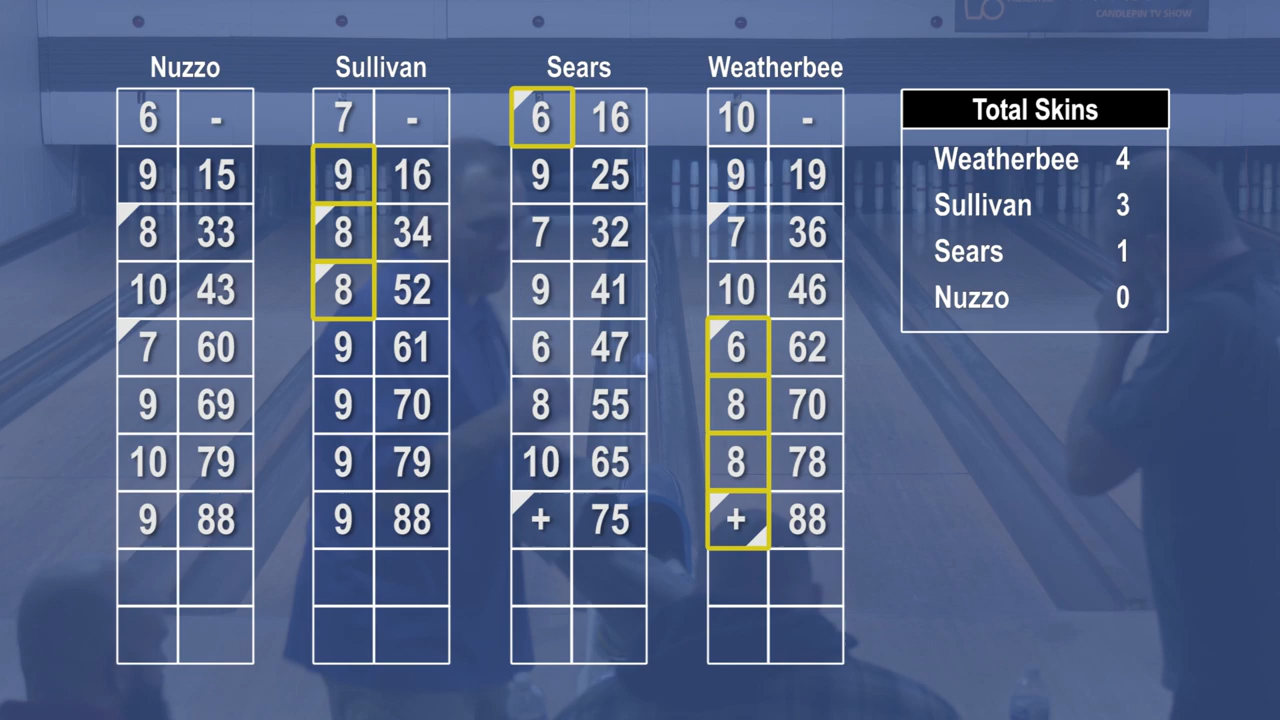 CANDLEPIN TV SHOW
Nuzzo Sullivan Sears Weatherbee
6 - 7 - 6 16 10 -
9 15 9 16 9 25 9 19
8 33 8 34 7 32 7 36
10 43 8 52 9 41 10 46
7 60 9 61 6 47 6 62
9 69 9 70 8 55 8 70
10 79 9 79 10 65 8 78
9 88 9 88 + 75 + 88
Total Skins
Weatherbee 4
Sullivan 3
Sears 1
Nuzzo 0